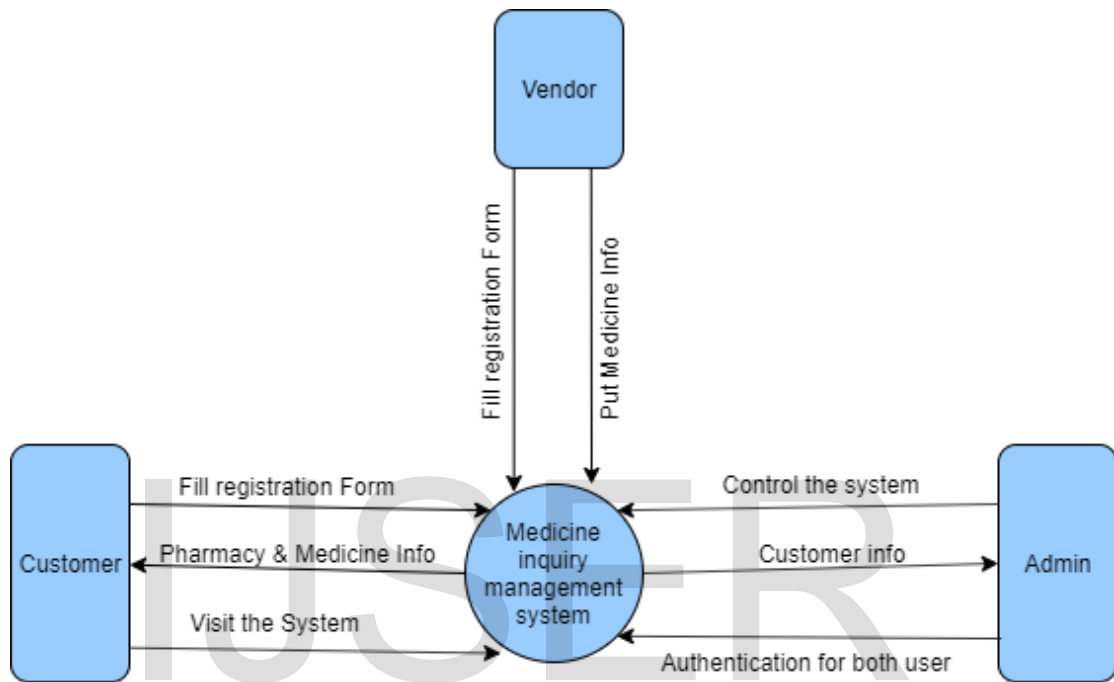 Vendor
Fill registration Form
Put Medicine Info
Fill registration Form
Control the system
Customer
Pharmacy & Medicine Info
Medicine
inquiry
management
system
Customer info
Admin
Visit the System
Authentication for both user
IJSER